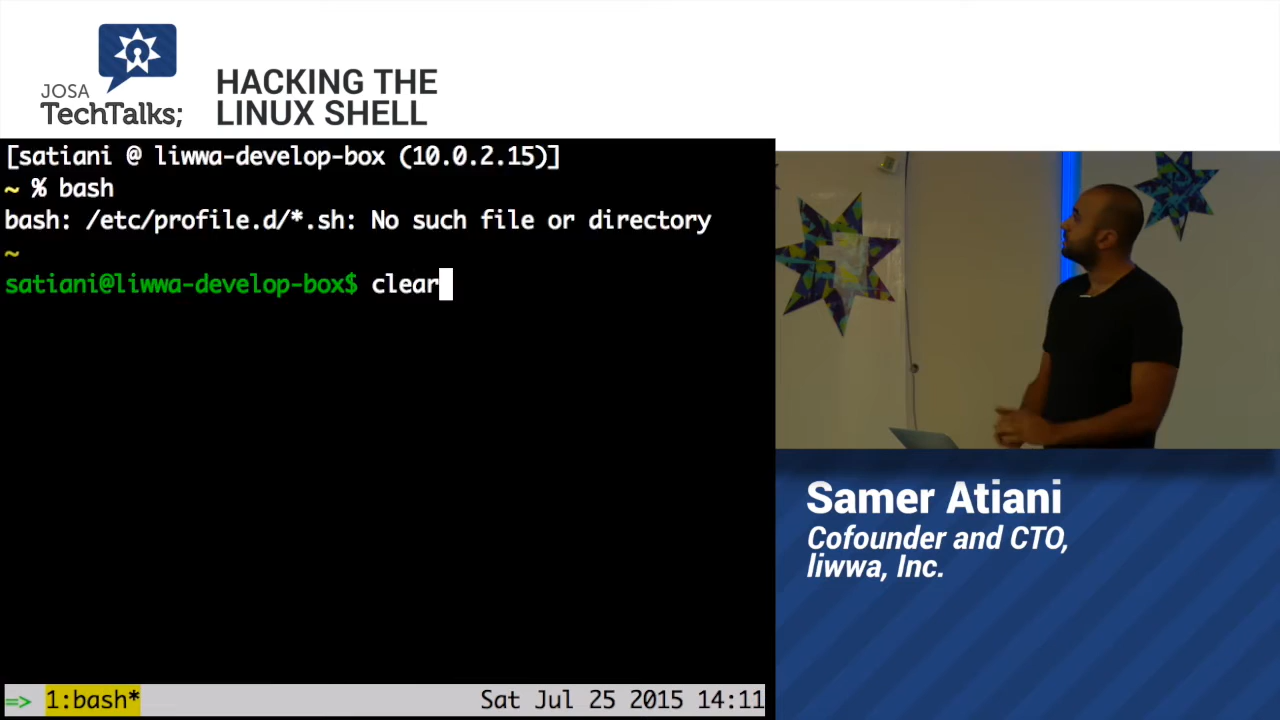 JOSA
TechTalks;
HACKING THE
LINUX SHELL
[satiani @ liwwa-develop-box (10.0.2.15)]
~ % bash
bash: /etc/profile.d/*.sh: No such file or directory
~
satiani@liwwa-develop-box$ clear
=> 1:bash* Sat Jul 25 2015 14:11
Samer Atiani
Cofounder and CTO,
liwwa, Inc.